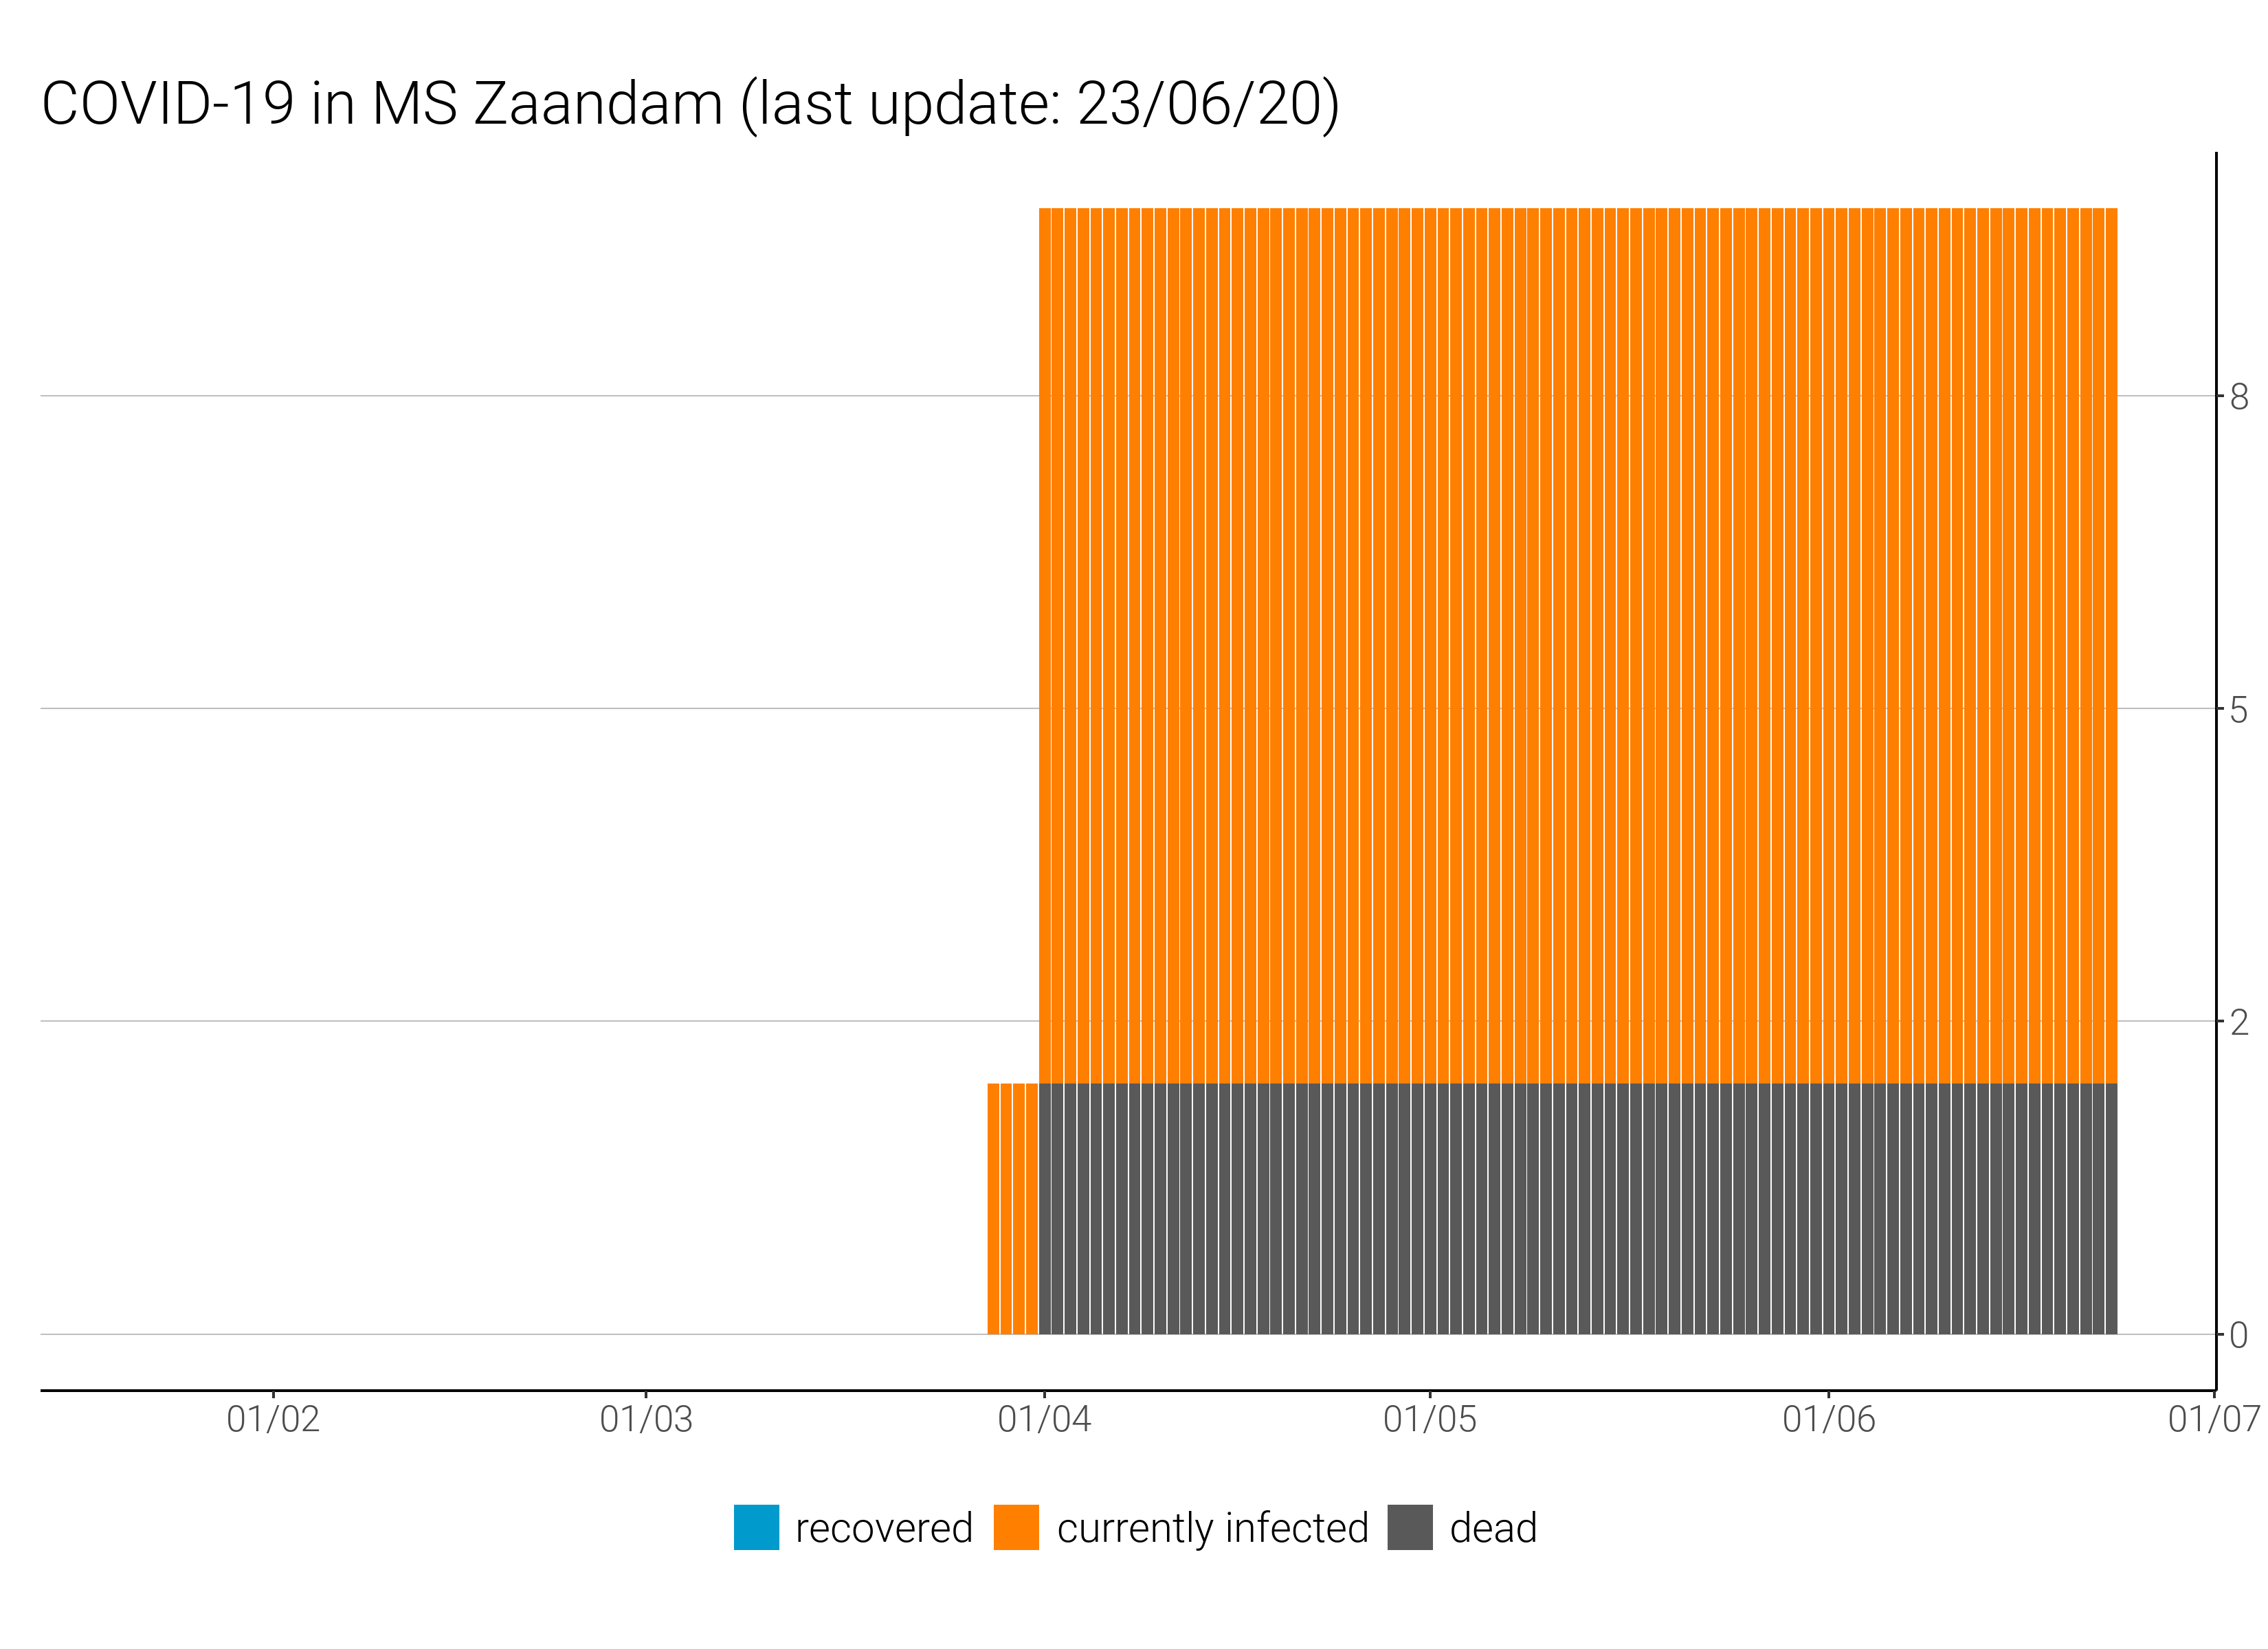 COVID-19 in MS Zaandam (last update: 23/06/20)
8
5
2
0
01/02 01/03 01/04 01/05 01/06 01/07
recovered currently infected dead